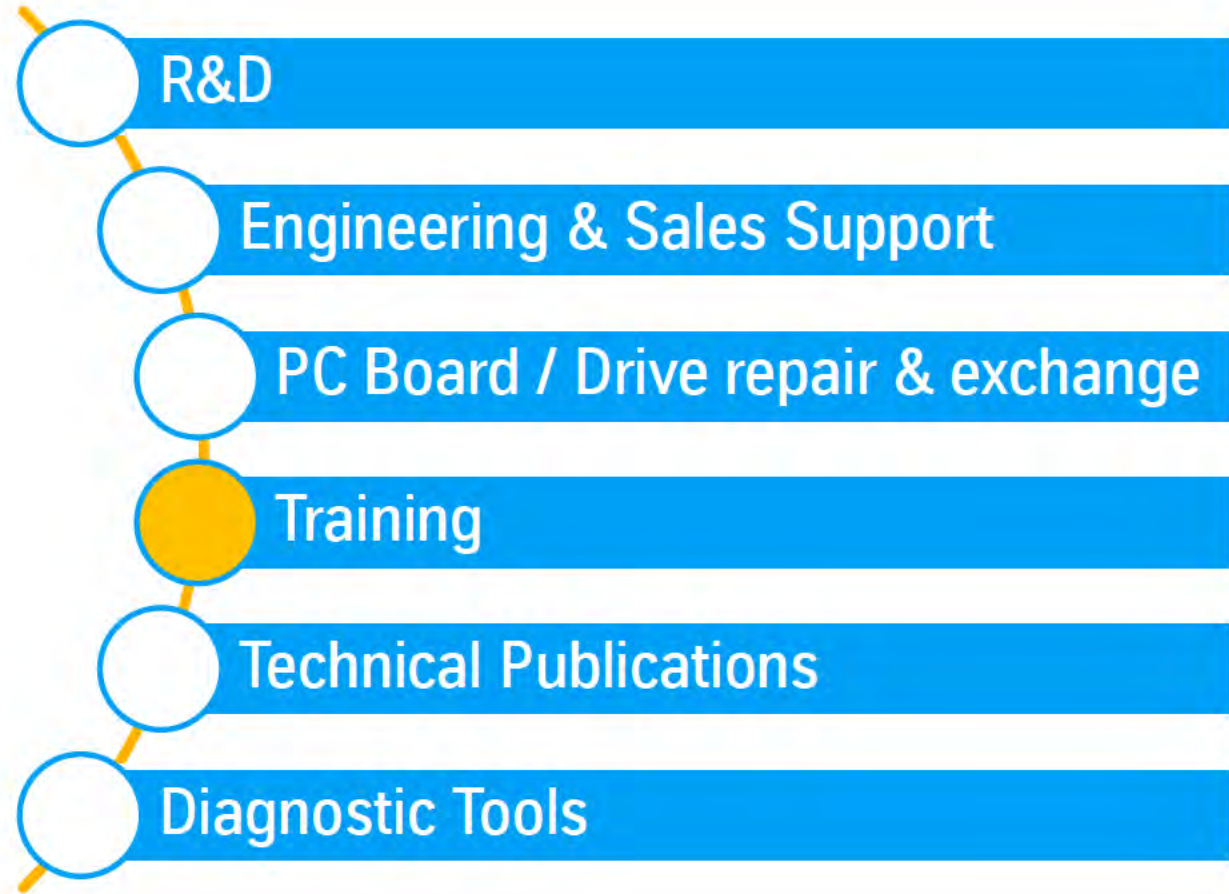 R&D
Engineering & Sales Support
PC Board / Drive repair & exchange
Training
Technical Publications
Diagnostic Tools